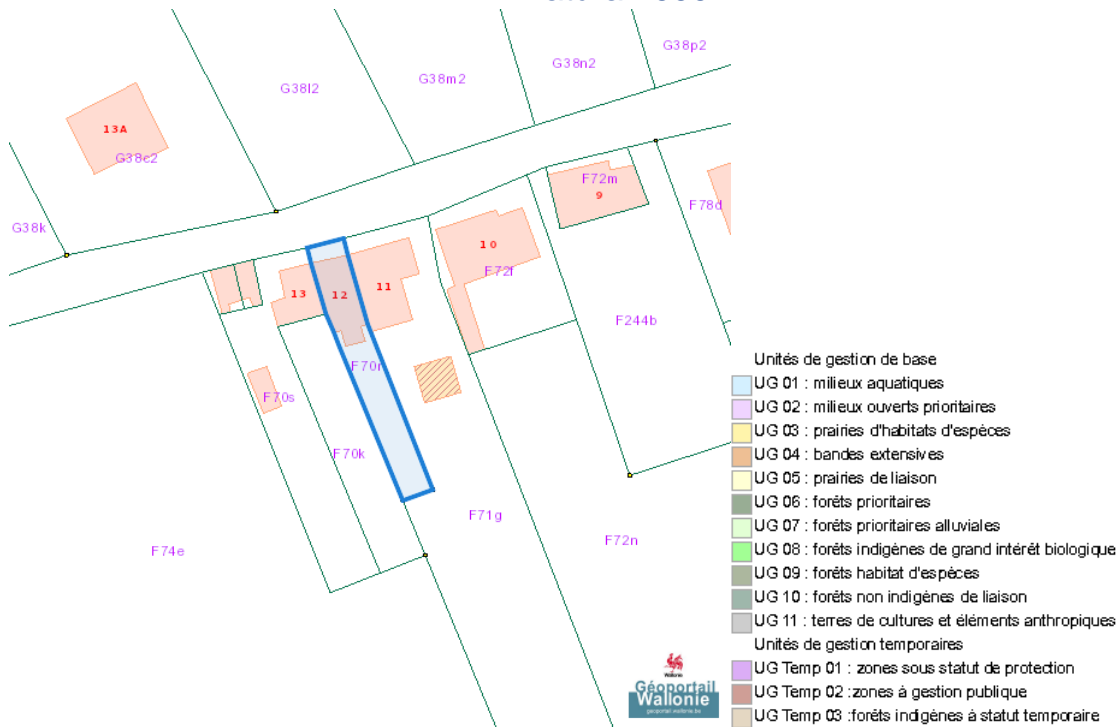 G38p2
G38n2
G38m2
G38l2
13A
G38c2
F72m
9
F78d
G38k
10
F72f
11
13
12
F244b
F70r
F70s
F70k
F71g
F72n
F74e
Unités de gestion de base
UG 01 : milieux aquatiques
UG 02 : milieux ouverts prioritaires
UG 03 : prairies d'habitats d'espèces
UG 04 : bandes extensives
UG 05 : prairies de liaison
UG 06 : forêts prioritaires
UG 07 : forêts prioritaires alluviales
UG 08 : forêts indigènes de grand intérêt biologique
UG 09 : forêts habitat d'espèces
UG 10 : forêts non indigènes de liaison
UG 11 : terres de cultures et éléments anthropiques
Unités de gestion temporaires
UG Temp 01 : zones sous statut de protection
UG Temp 02 :zones à gestion publique
UG Temp 03 :forêts indigènes à statut temporaire
Wallonie
Géoportail
Wallonie
geoportail.wallonie.be